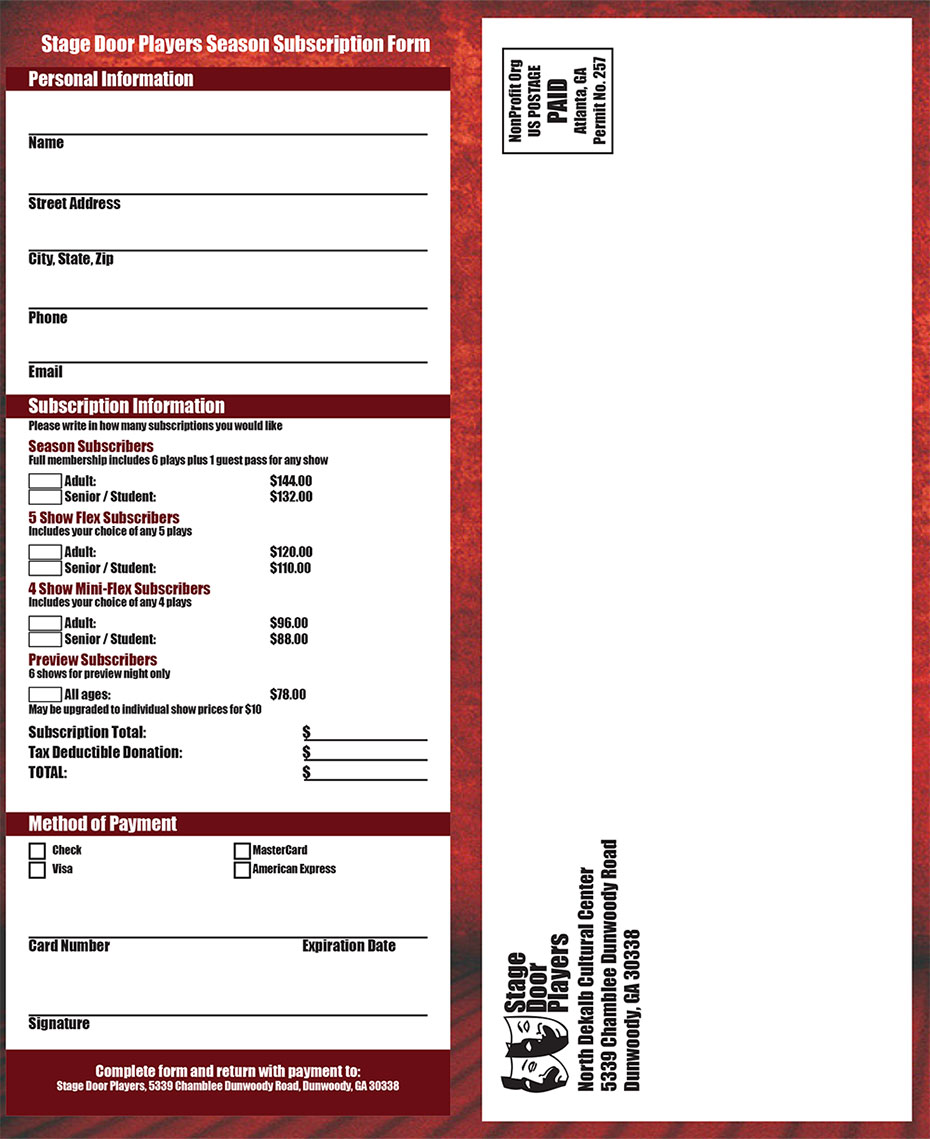 Stage Door Players Season Subscription Form
Personal Information
Name
Street Address
City, State, Zip
Phone
Email
Subscription Information
Please write in how many subscriptions you would like
Season Subscribers
Full membership includes 6 plays plus 1 guest pass for any show
Adult: $144.00
Senior / Student: $132.00
5 Show Flex Subscribers
Includes your choice of any 5 plays
Adult: $120.00
Senior / Student: $110.00
4 Show Mini-Flex Subscribers
Includes your choice of any 4 plays
Adult: $96.00
Senior / Student: $88.00
Preview Subscribers
6 shows for preview night only
All ages: $78.00
May be upgraded to individual show prices for $10
Subscription Total: $
Tax Deductible Donation: $
TOTAL: $
Method of Payment
Check MasterCard
Visa American Express
Card Number Expiration Date
Signature
Complete form and return with payment to:
Stage Door Players, 5339 Chamblee Dunwoody Road, Dunwoody, GA 30338
NonProfit Org
US POSTAGE
PAID
Atlanta, GA
Permit No. 257
Stage
Door
Players
North Dekalb Cultural Center
5339 Chamblee Dunwoody Road
Dunwoody, GA 30338